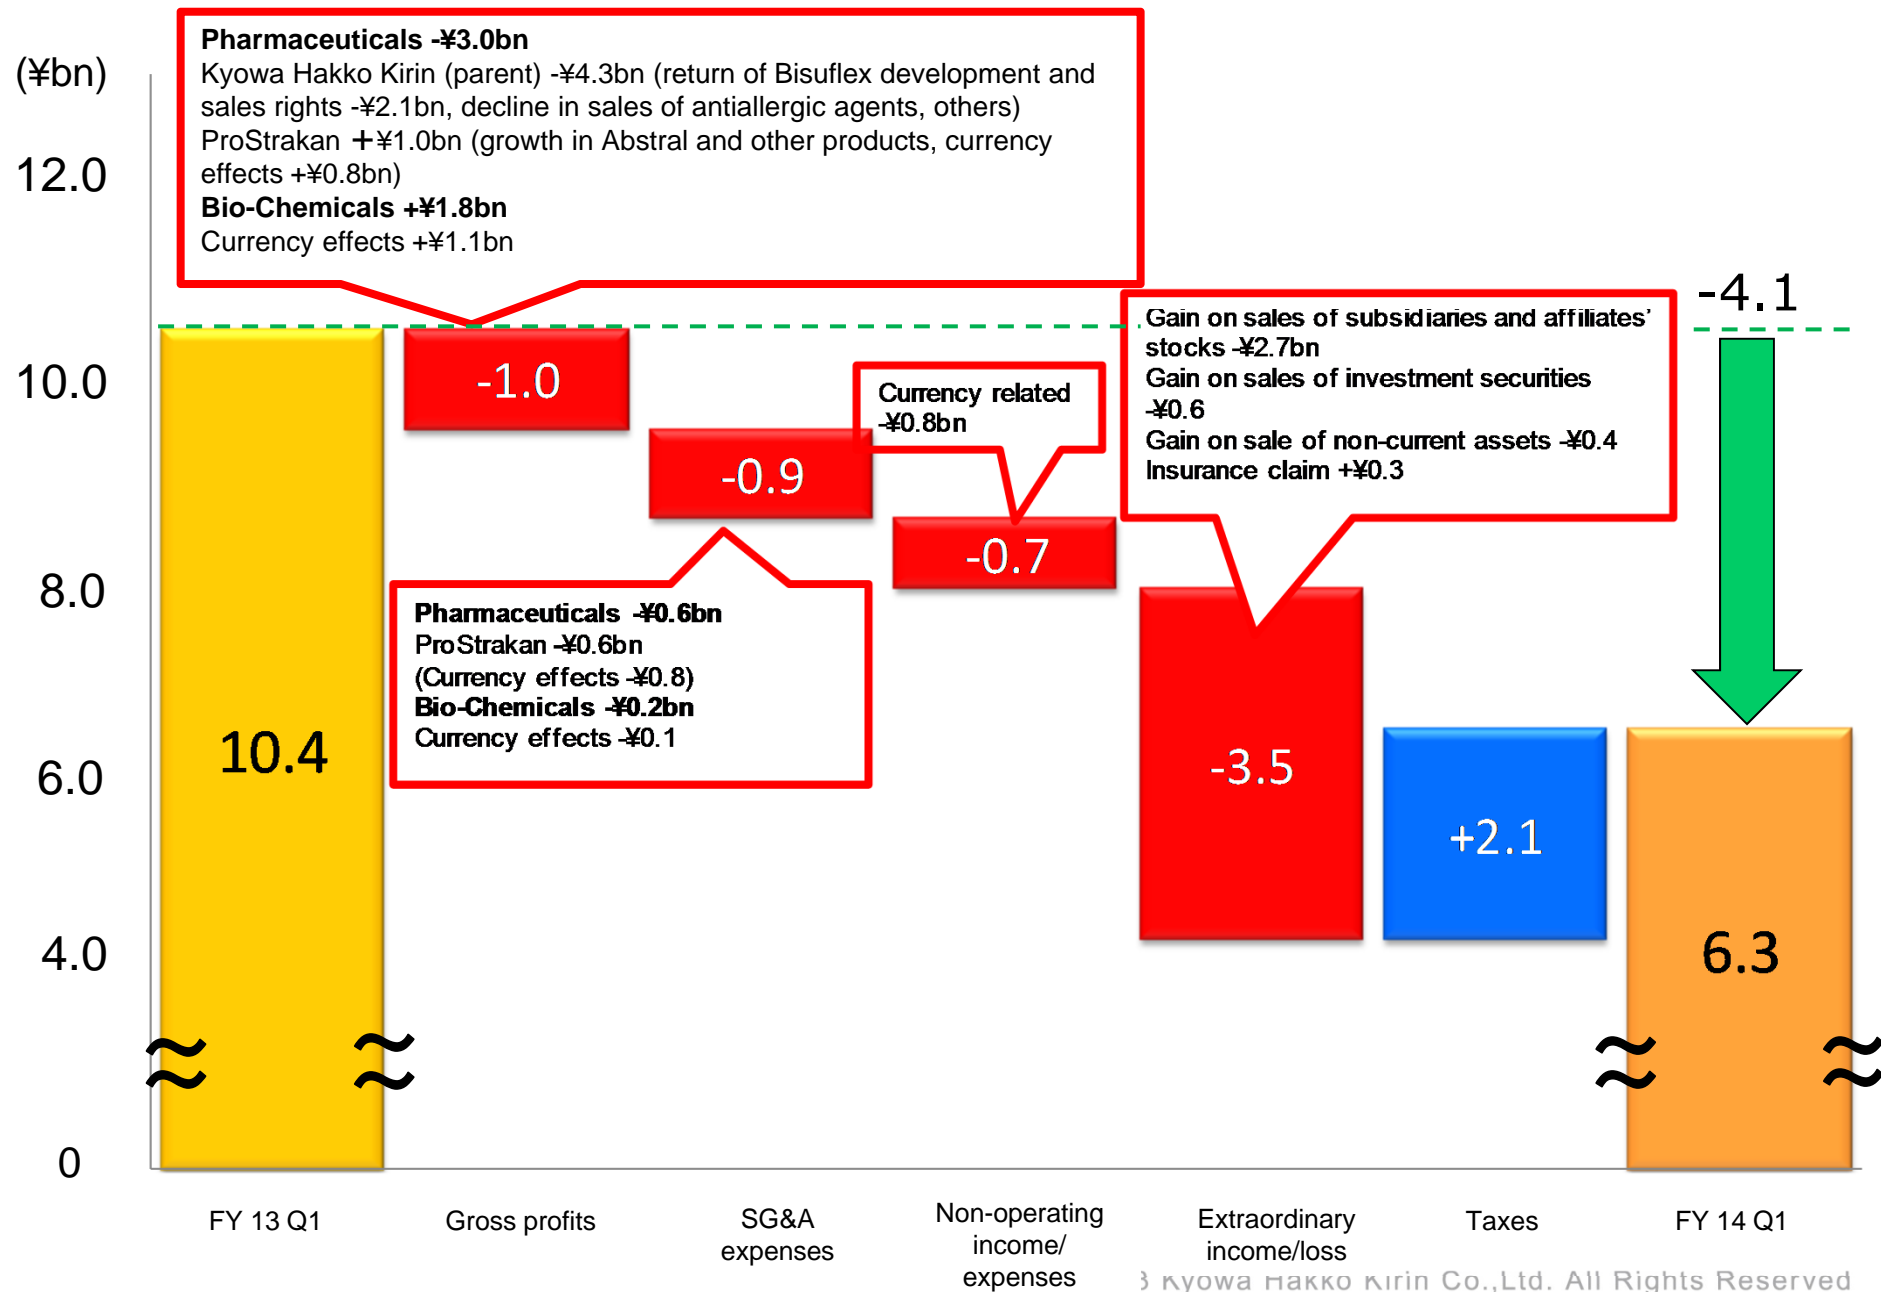 Pharmaceuticals -¥3.0bn
Kyowa Hakko Kirin (parent) -¥4.3bn (return of Bisuflex development and
sales rights -¥2.1bn, decline in sales of antiallergic agents, others)
ProStrakan ＋¥1.0bn (growth in Abstral and other products, currency
effects +¥0.8bn)
Bio-Chemicals +¥1.8bn
Currency effects +¥1.1bn
(¥bn)
12.0
10.0
8.0
6.0
4.0
0
-4.1
Gain on sales of subsidiaries and affiliates’
stocks -¥2.7bn
Gain on sales of investment securities
-¥0.6
Gain on sale of non-current assets -¥0.4
Insurance claim +¥0.3
Currency related
-¥0.8bn
Pharmaceuticals -¥0.6bn
ProStrakan -¥0.6bn
(Currency effects -¥0.8)
Bio-Chemicals -¥0.2bn
Currency effects -¥0.1
10.4
-1.0
-0.9
-0.7
-3.5
+2.1
6.3
FY 13 Q1
Gross profits
SG&A
expenses
Non-operating
income/
expenses
Extraordinary
income/loss
Taxes
FY 14 Q1
Kyowa Hakko Kirin Co.,Ltd. All Rights Reserved